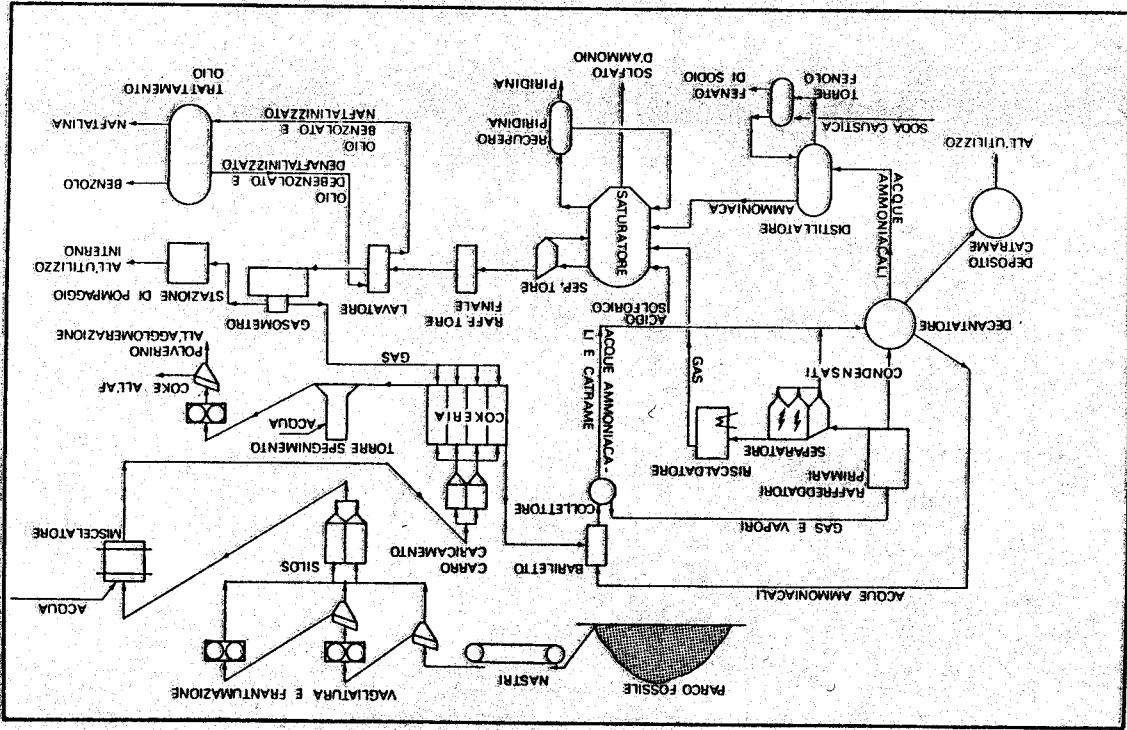 PARCO FOSSILE
VAGLIATURA E FRANTUMAZIONE
NASTRI
ACQUA
ACQUE AMMONIACALI
BARILETTO
CARRO
CARICAMENTO
SILOS
MISCELATORE
GAS E VAPORI
COLLETTORE
RAFFREDDATORI
PRIMARI
SEPARATORE
RISCALDATORE
ACQUE AMMONIACA-
LI E CATRAME
COKERIA
TORRE SPEGNIMENTO
ACQUA
COKE ALL'AF
POLVERINO
ALL'AGGLOMERAZIONE
CONDENSATI
GAS
GAS
DECANTATORE
ACIDO
SOLFORICO
SEP. TORE
RAFF. TORE
FINALE
LAVATORE
GASOMETRO
STAZIONE DI POMPAGGIO
ALL'UTILIZZO
INTERNO
DEPOSITO
CATRAME
ACQUE
AMMONIACALI
DISTILLATORE
AMMONIACA
SATURATORE
OLIO
DEBENZOLATO E
DENAFTALINIZZATO
BENZOLO
ALL'UTILIZZO
SODA CAUSTICA
RECUPERO
PIRIDINA
OLIO
BENZOLATO E
NAFTALINIZZATO
NAFTALINA
TORRE
FENOLO
FENATO
DI SODIO
PIRIDINA
TRATTAMENTO
OLIO
SOLFATO
D'AMMONIO